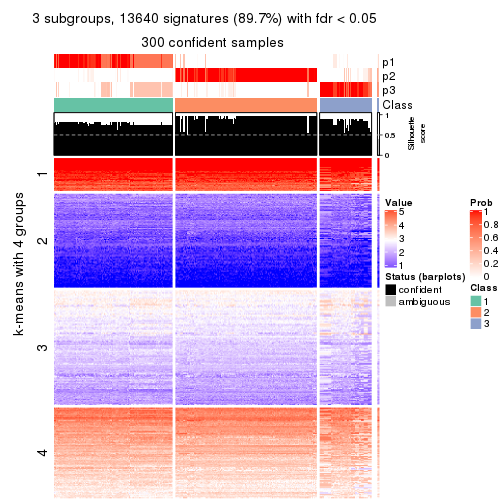 3 subgroups, 13640 signatures (89.7%) with fdr < 0.05
300 confident samples
p1
p2
p3
Class
1
0.5
0
Silhouette
score
k-means with 4 groups
1
2
3
4
Value
5
4
3
2
1
Status (barplots)
confident
ambiguous
Prob
1
0.8
0.6
0.4
0.2
0
Class
1
2
3